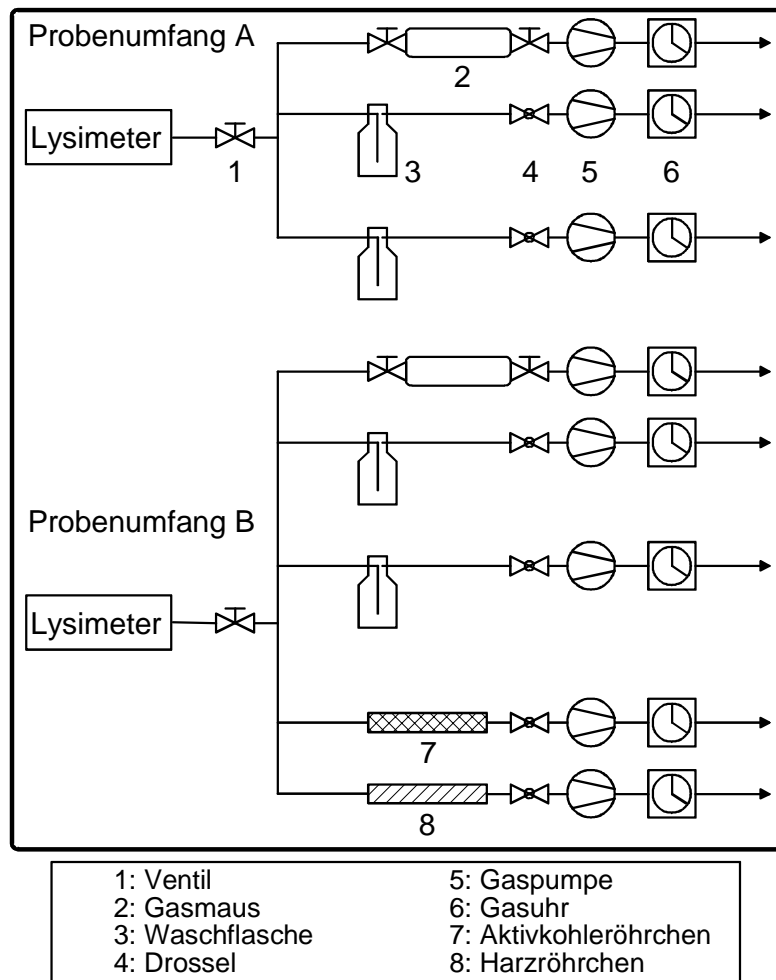 Probenumfang A
2
Lysimeter
1
3
4
5
6
Probenumfang B
Lysimeter
7
8
1: Ventil
2: Gasmaus
3: Waschflasche
4: Drossel
5: Gaspumpe
6: Gasuhr
7: Aktivkohleröhrchen
8: Harzröhrchen